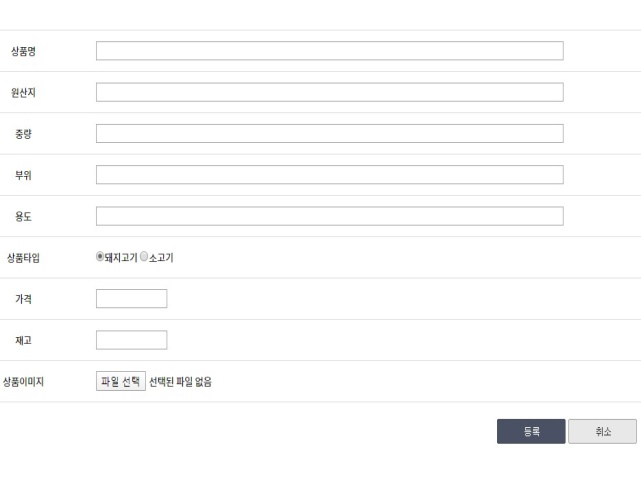 상품명
원산지
중량
부위
용도
상품타입 돼지고기 소고기
가격
재고
상품이미지 파일 선택 선택된 파일 없음
등록 취소